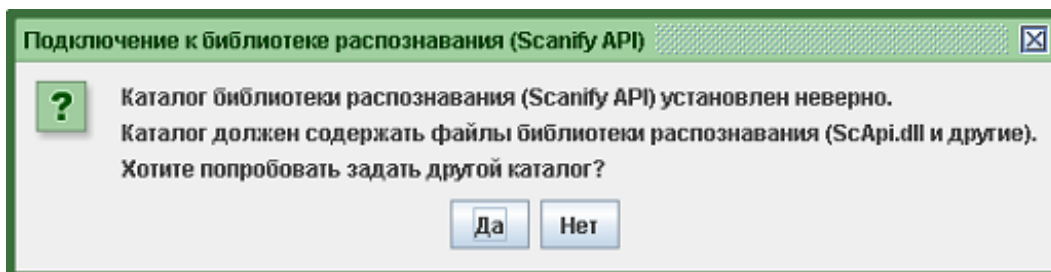 Подключение к библиотеке распознавания (Scanify API)
?
Каталог библиотеки распознавания (Scanify API) установлен неверно.
Каталог должен содержать файлы библиотеки распознавания (ScApi.dll и другие).
Хотите попробовать задать другой каталог?
Да
Нет